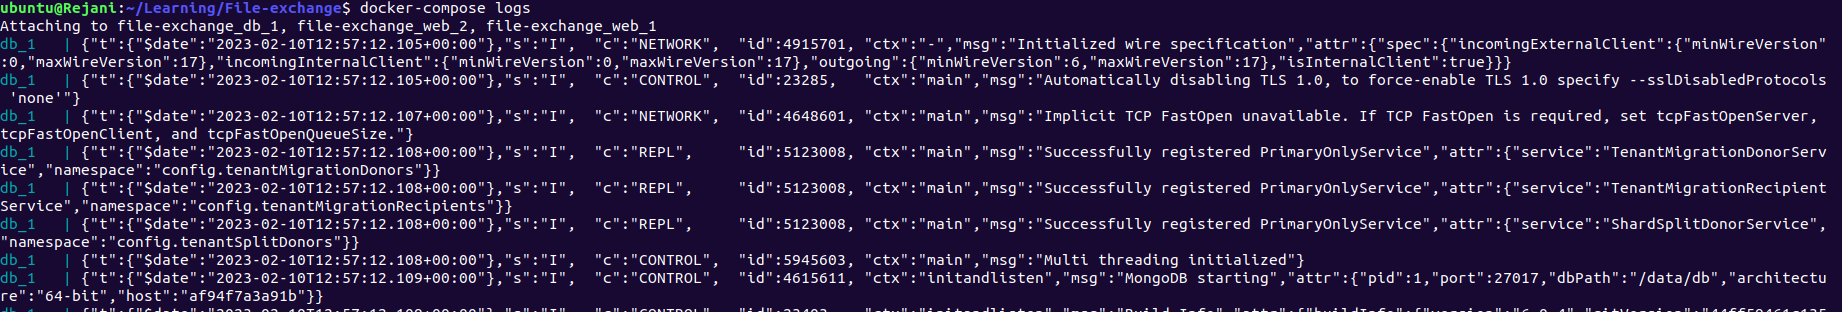 ubuntu@Rejani:~/Learning/File-exchange$ docker-compose logs
Attaching to file-exchange_db_1, file-exchange_web_2, file-exchange_web_1
db_1   | {"t":{"$date":"2023-02-10T12:57:12.105+00:00"},"s":"I",  "c":"NETWORK",  "id":4915701, "ctx":"-","msg":"Initialized wire specification","attr":{"spec":{"incomingExternalClient":{"minWireVersion"
:0,"maxWireVersion":17},"incomingInternalClient":{"minWireVersion":0,"maxWireVersion":17},"outgoing":{"minWireVersion":6,"maxWireVersion":17},"isInternalClient":true}}}
db_1   | {"t":{"$date":"2023-02-10T12:57:12.105+00:00"},"s":"I",  "c":"CONTROL",  "id":23285,   "ctx":"main","msg":"Automatically disabling TLS 1.0, to force-enable TLS 1.0 specify --sslDisabledProtocols
 'none'"}
db_1   | {"t":{"$date":"2023-02-10T12:57:12.107+00:00"},"s":"I",  "c":"NETWORK",  "id":4648601, "ctx":"main","msg":"Implicit TCP FastOpen unavailable. If TCP FastOpen is required, set tcpFastOpenServer,
tcpFastOpenClient, and tcpFastOpenQueueSize."}
db_1   | {"t":{"$date":"2023-02-10T12:57:12.108+00:00"},"s":"I",  "c":"REPL",     "id":5123008, "ctx":"main","msg":"Successfully registered PrimaryOnlyService","attr":{"service":"TenantMigrationDonorServ
ice","namespace":"config.tenantMigrationDonors"}}
db_1   | {"t":{"$date":"2023-02-10T12:57:12.108+00:00"},"s":"I",  "c":"REPL",     "id":5123008, "ctx":"main","msg":"Successfully registered PrimaryOnlyService","attr":{"service":"TenantMigrationRecipient
Service","namespace":"config.tenantMigrationRecipients"}}
db_1   | {"t":{"$date":"2023-02-10T12:57:12.108+00:00"},"s":"I",  "c":"REPL",     "id":5123008, "ctx":"main","msg":"Successfully registered PrimaryOnlyService","attr":{"service":"ShardSplitDonorService",
"namespace":"config.tenantSplitDonors"}}
db_1   | {"t":{"$date":"2023-02-10T12:57:12.108+00:00"},"s":"I",  "c":"CONTROL",  "id":5945603, "ctx":"main","msg":"Multi threading initialized"}
db_1   | {"t":{"$date":"2023-02-10T12:57:12.109+00:00"},"s":"I",  "c":"CONTROL",  "id":4615611, "ctx":"initandlisten","msg":"MongoDB starting","attr":{"pid":1,"port":27017,"dbPath":"/data/db","architectu
re":"64-bit","host":"af94f7a3a91b"}}